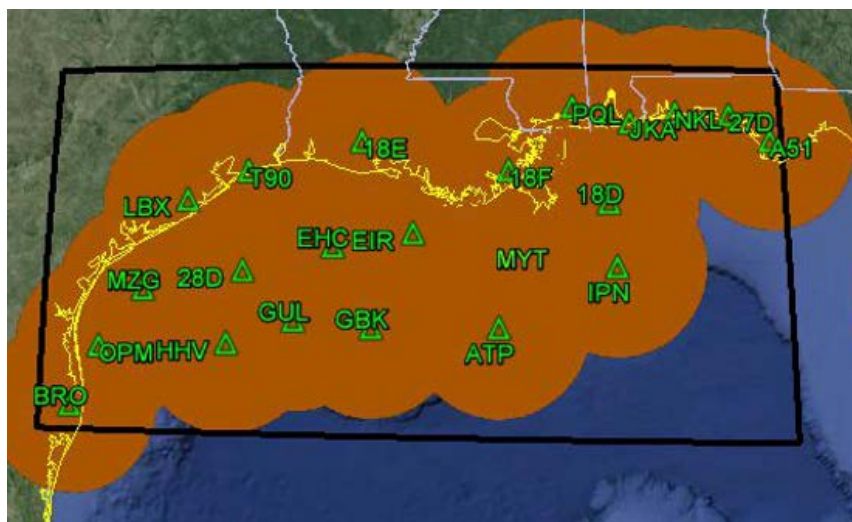 PQL
JKA
NKL
27D
A51
18E
T90
18F
LBX
18D
EHC
EIR
MYT
MZG
28D
IPN
GUL
GBK
ATP
OPM
HHV
BRO